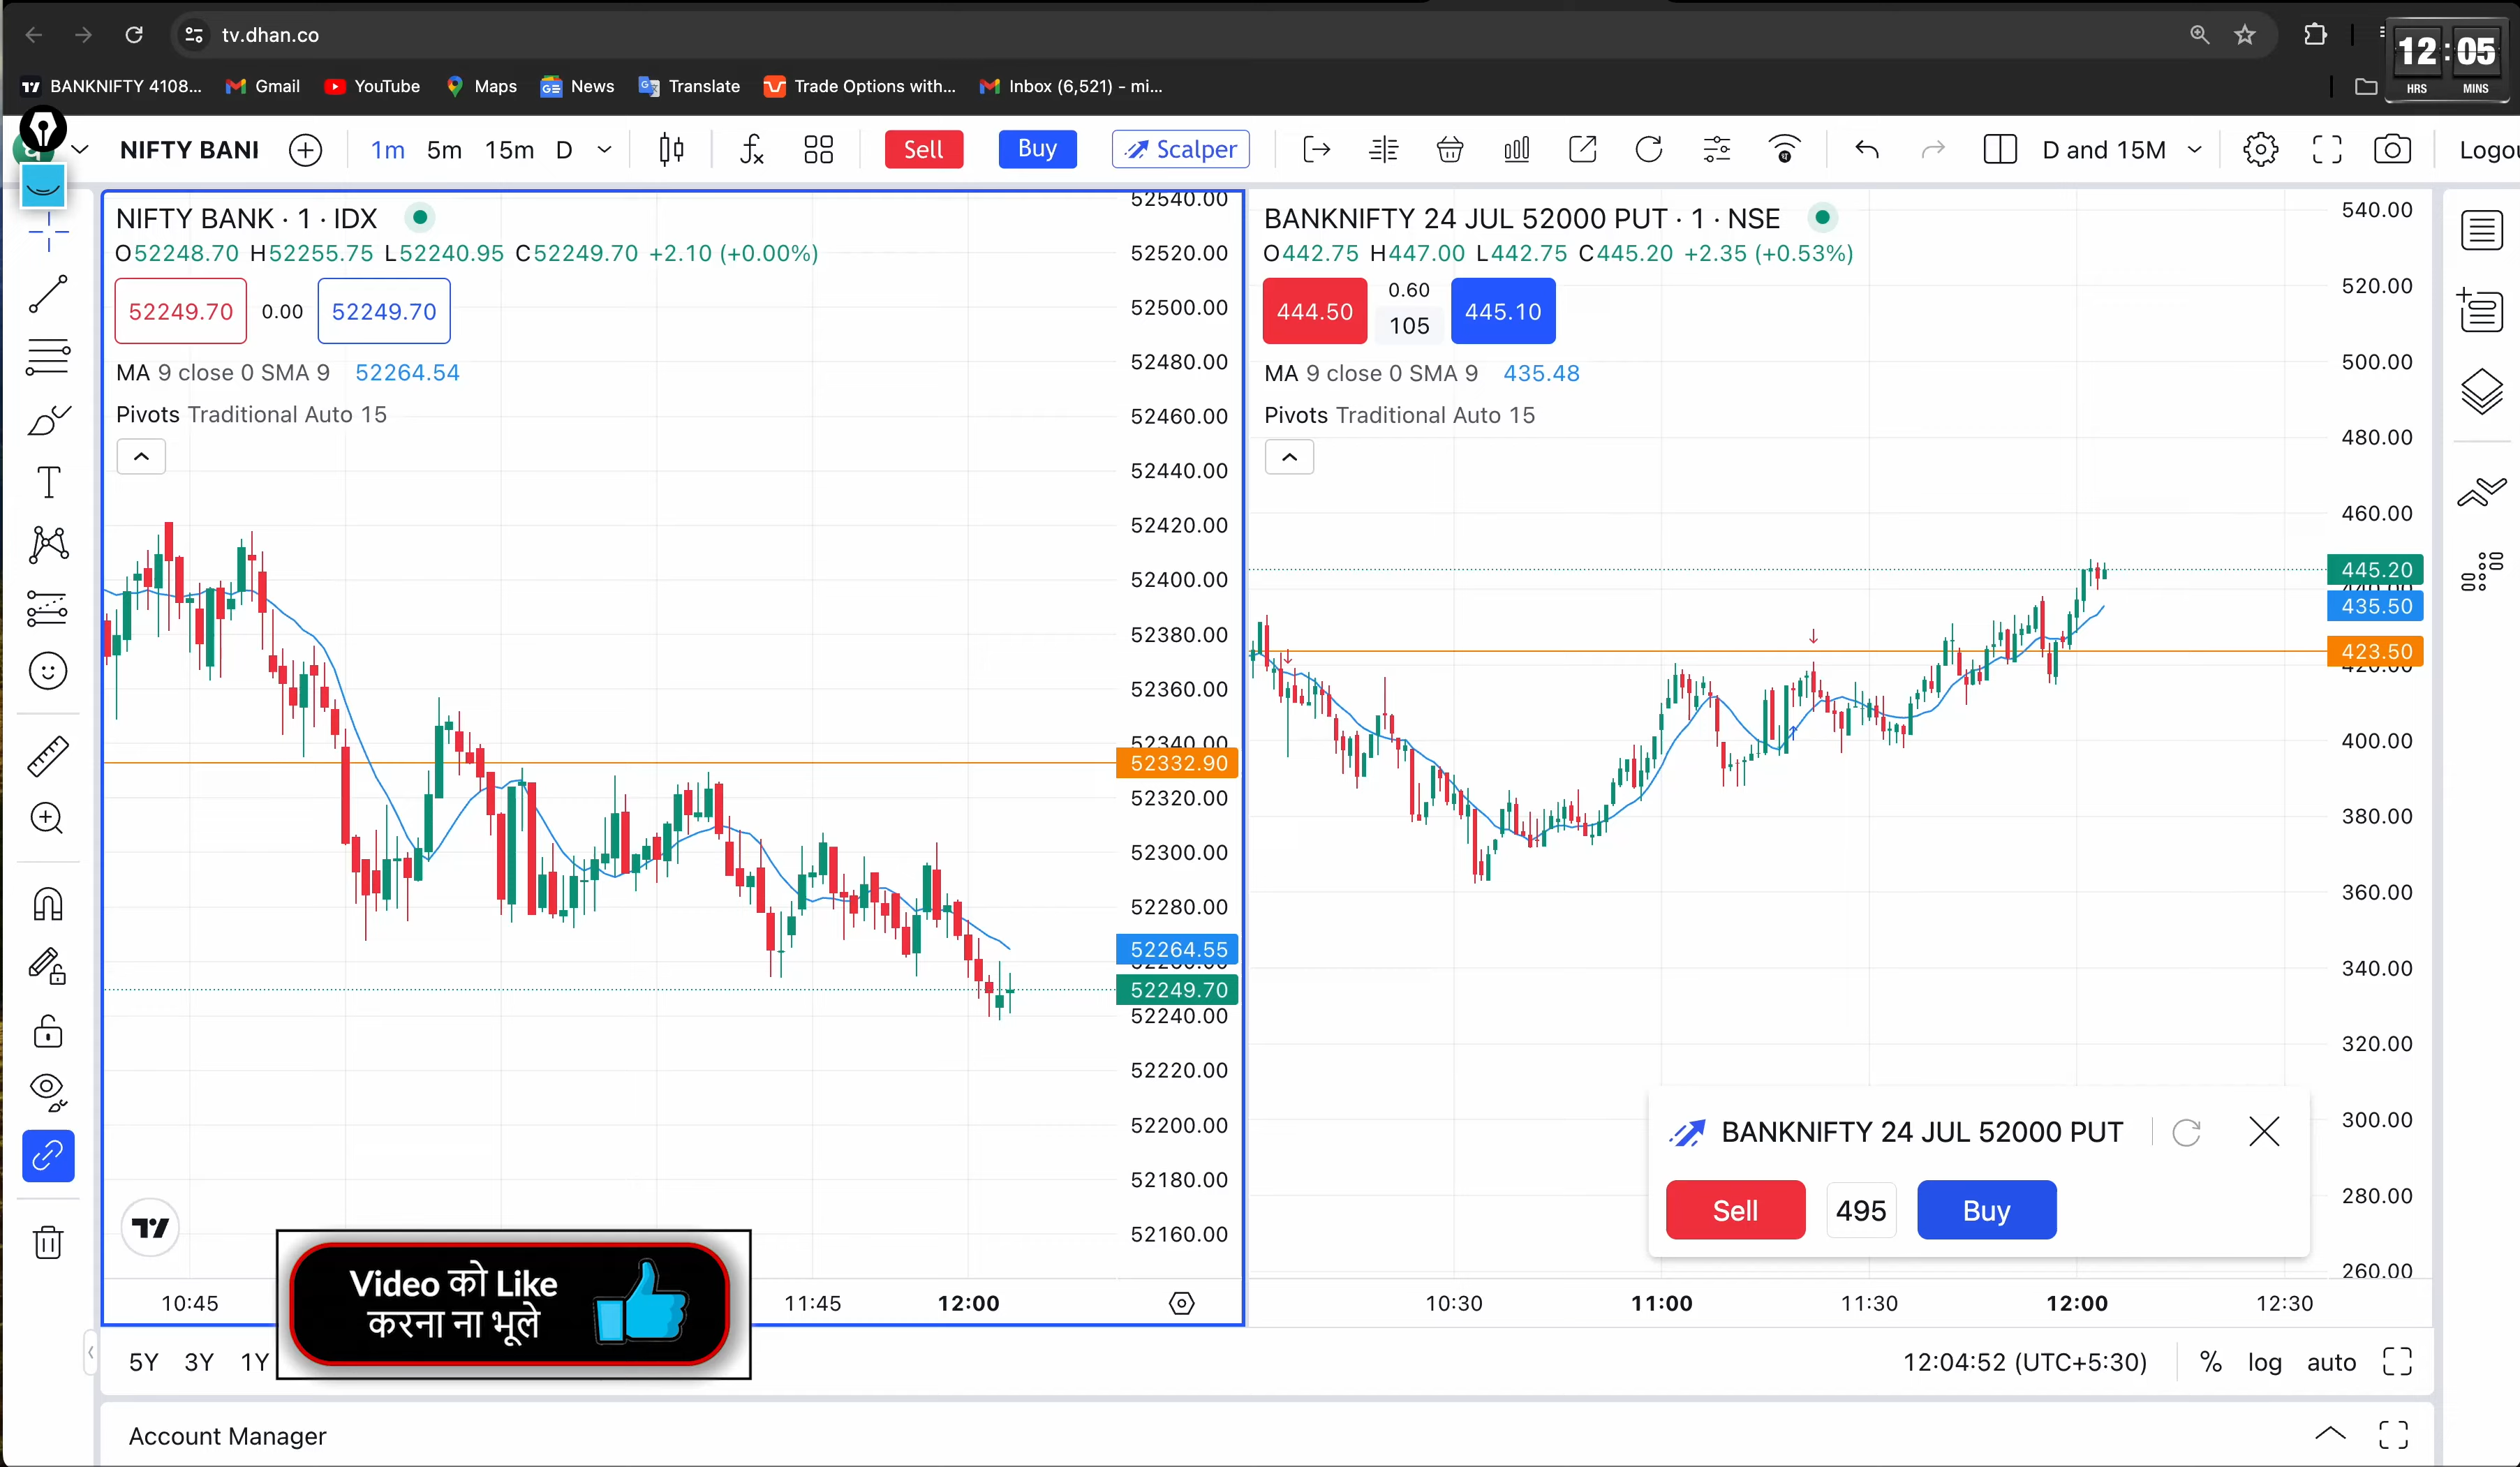 tv.dhan.co
12:05
HRS MINS
BANKNIFTY 4108...
Gmail
YouTube
Maps
News
Translate
Trade Options with...
Inbox (6,521) – mi...
NIFTY BANI
1m 5m 15m D
Sell
Buy
Scalper
D and 15M
NIFTY BANK · 1 · IDX
O52248.70 H52255.75 L52240.95 C52249.70 +2.10 (+0.00%)
52249.70 0.00 52249.70
MA 9 close 0 SMA 9 52264.54
Pivots Traditional Auto 15
52540.00
52520.00
52500.00
52480.00
52460.00
52440.00
52420.00
52400.00
52380.00
52360.00
52340.00
52332.90
52320.00
52300.00
52280.00
52264.55
52249.70
52240.00
52220.00
52200.00
52180.00
52160.00
10:45 11:45 12:00
BANKNIFTY 24 JUL 52000 PUT · 1 · NSE
O442.75 H447.00 L442.75 C445.20 +2.35 (+0.53%)
444.50 0.60 105 445.10
MA 9 close 0 SMA 9 435.48
Pivots Traditional Auto 15
540.00
520.00
500.00
480.00
460.00
445.20
435.50
423.50
400.00
380.00
360.00
340.00
320.00
300.00
280.00
260.00
BANKNIFTY 24 JUL 52000 PUT
Sell 495 Buy
10:30 11:00 11:30 12:00 12:30
Video को Like
करना ना भूले
5Y 3Y 1Y
12:04:52 (UTC+5:30) % log auto
Account Manager